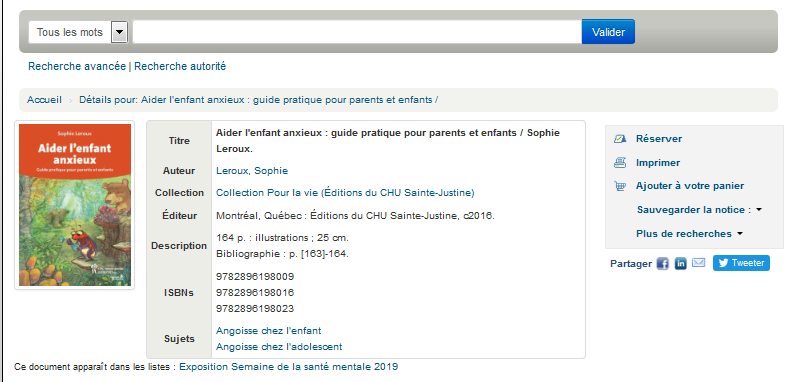 Tous les mots
Valider
Recherche avancée | Recherche autorité
Accueil › Détails pour: Aider l'enfant anxieux : guide pratique pour parents et enfants /
Sophie Leroux
Aider l'enfant
anxieux
Guide pratique pour parents et enfants
Titre
Aider l'enfant anxieux : guide pratique pour parents et enfants / Sophie
Leroux.
Auteur
Leroux, Sophie
Collection
Collection Pour la vie (Éditions du CHU Sainte-Justine)
Éditeur
Montréal, Québec : Éditions du CHU Sainte-Justine, c2016.
Description
164 p. : illustrations ; 25 cm.
Bibliographie : p. [163]-164.
ISBNs
9782896198009
9782896198016
9782896198023
Sujets
Angoisse chez l'enfant
Angoisse chez l'adolescent
Réserver
Imprimer
Ajouter à votre panier
Sauvegarder la notice :
Plus de recherches
Partager
Tweeter
Ce document apparaît dans les listes : Exposition Semaine de la santé mentale 2019